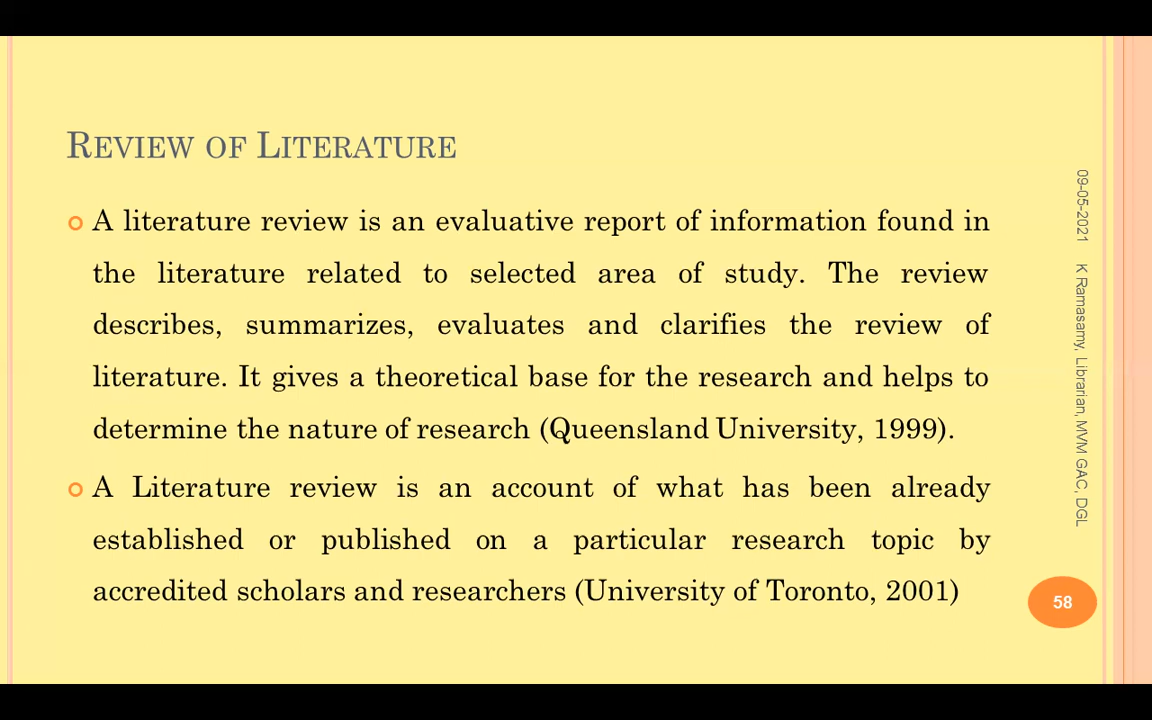 REVIEW OF LITERATURE
A literature review is an evaluative report of information found in
the literature related to selected area of study. The review
describes, summarizes, evaluates and clarifies the review of
literature. It gives a theoretical base for the research and helps to
determine the nature of research (Queensland University, 1999).
A Literature review is an account of what has been already
established or published on a particular research topic by
accredited scholars and researchers (University of Toronto, 2001)
09-05-2021
K Ramasamy, Librarian, MVM GAC, DGL
58